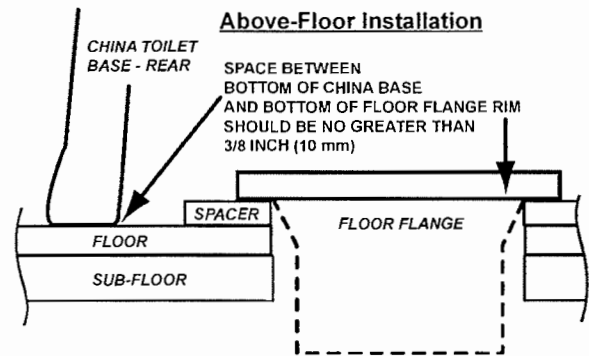 Above-Floor Installation
CHINA TOILET
BASE - REAR
SPACE BETWEEN
BOTTOM OF CHINA BASE
AND BOTTOM OF FLOOR FLANGE RIM
SHOULD BE NO GREATER THAN
3/8 INCH (10 mm)
SPACER
FLOOR FLANGE
FLOOR
SUB-FLOOR